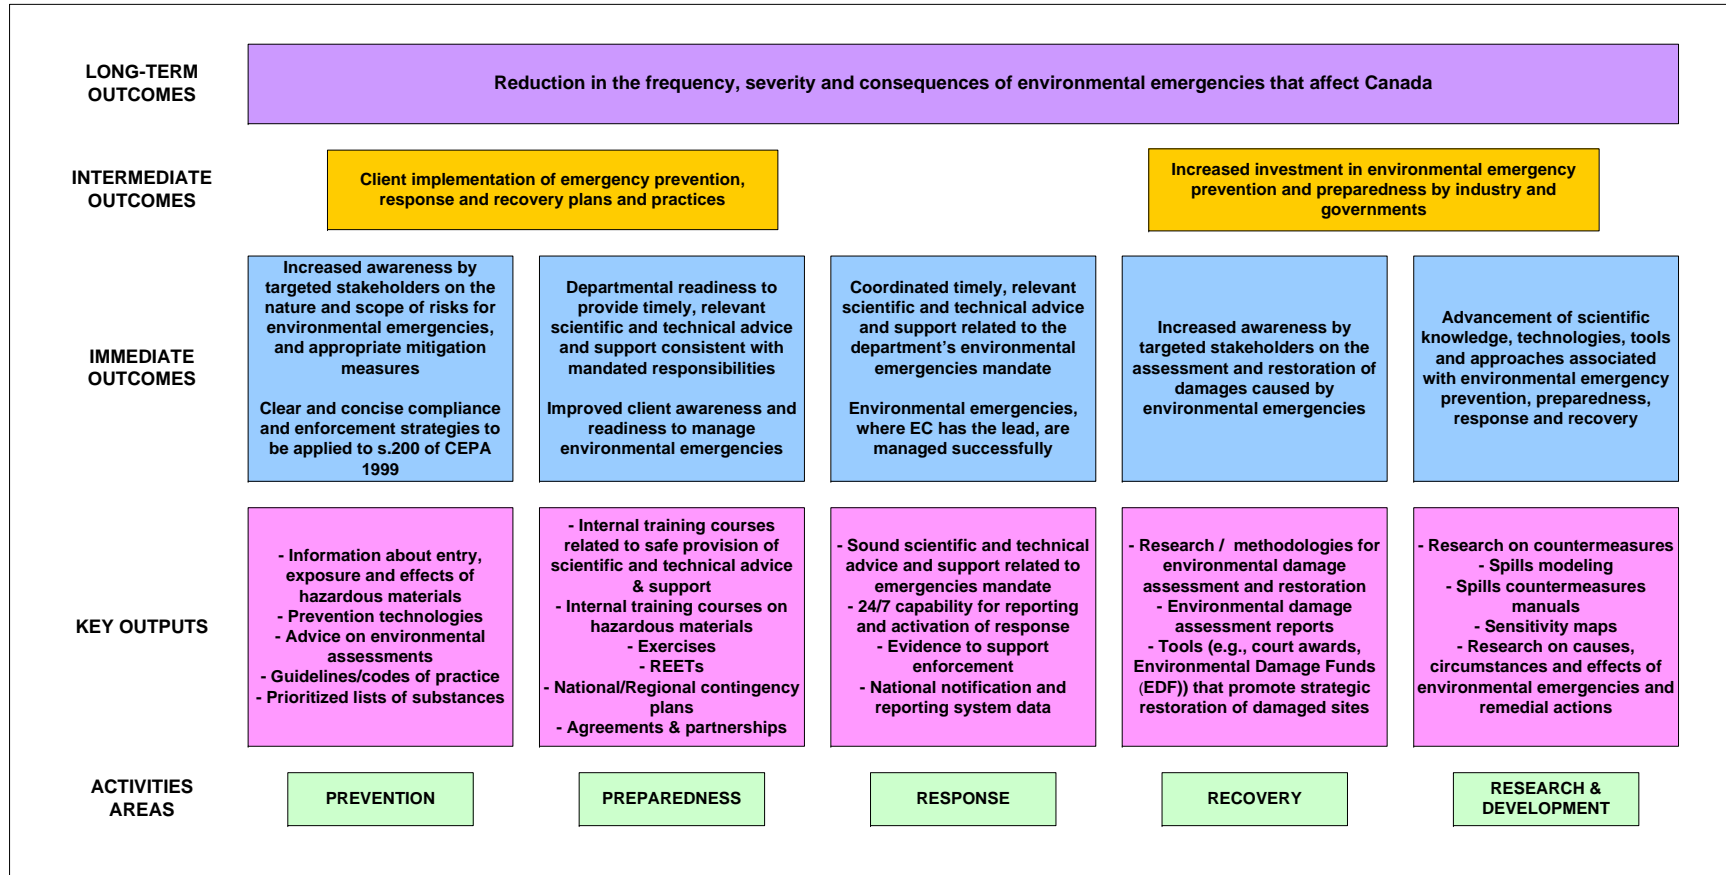 LONG-TERM
OUTCOMES
Reduction in the frequency, severity and consequences of environmental emergencies that affect Canada
INTERMEDIATE
OUTCOMES
Client implementation of emergency prevention,
response and recovery plans and practices
Increased investment in environmental emergency
prevention and preparedness by industry and
governments
IMMEDIATE
OUTCOMES
Increased awareness by
targeted stakeholders on the
nature and scope of risks for
environmental emergencies,
and appropriate mitigation
measures
Clear and concise compliance
and enforcement strategies to
be applied to s.200 of CEPA
1999
Departmental readiness to
provide timely, relevant
scientific and technical advice
and support consistent with
mandated responsibilities
Improved client awareness and
readiness to manage
environmental emergencies
Coordinated timely, relevant
scientific and technical advice
and support related to the
department's environmental
emergencies mandate
Environmental emergencies,
where EC has the lead, are
managed successfully
Increased awareness by
targeted stakeholders on the
assessment and restoration of
damages caused by
environmental emergencies
Advancement of scientific
knowledge, technologies, tools
and approaches associated
with environmental emergency
prevention, preparedness,
response and recovery
KEY OUTPUTS
- Information about entry,
exposure and effects of
hazardous materials
- Prevention technologies
- Advice on environmental
assessments
- Guidelines/codes of practice
- Prioritized lists of substances
- Internal training courses
related to safe provision of
scientific and technical advice
& support
- Internal training courses on
hazardous materials
- Exercises
- REETs
- National/Regional contingency
plans
- Agreements & partnerships
- Sound scientific and technical
advice and support related to
emergencies mandate
- 24/7 capability for reporting
and activation of response
- Evidence to support
enforcement
- National notification and
reporting system data
- Research / methodologies for
environmental damage
assessment and restoration
- Environmental damage
assessment reports
- Tools (e.g., court awards,
Environmental Damage Funds
(EDF)) that promote strategic
restoration of damaged sites
- Research on countermeasures
- Spills modeling
- Spills countermeasures
manuals
- Sensitivity maps
- Research on causes,
circumstances and effects of
environmental emergencies and
remedial actions
ACTIVITIES
AREAS
PREVENTION
PREPAREDNESS
RESPONSE
RECOVERY
RESEARCH &
DEVELOPMENT